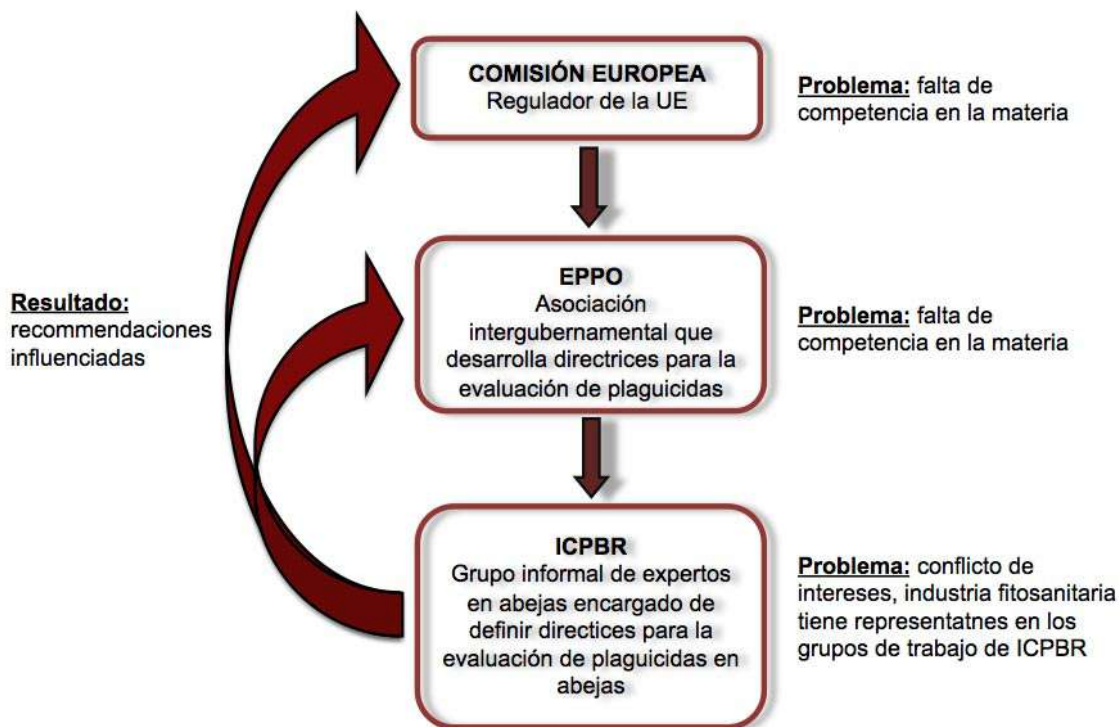 COMISIÓN EUROPEA
Regulador de la UE
Problema: falta de
competencia en la materia
EPPO
Asociación
intergubernamental que
desarrolla directrices para la
evaluación de plaguicidas
Problema: falta de
competencia en la materia
Resultado:
recommendaciones
influenciadas
ICPBR
Grupo informal de expertos
en abejas encargado de
definir directices para la
evaluación de plaguicidas en
abejas
Problema: conflicto de
intereses, industria fitosanitaria
tiene representatnes en los
grupos de trabajo de ICPBR